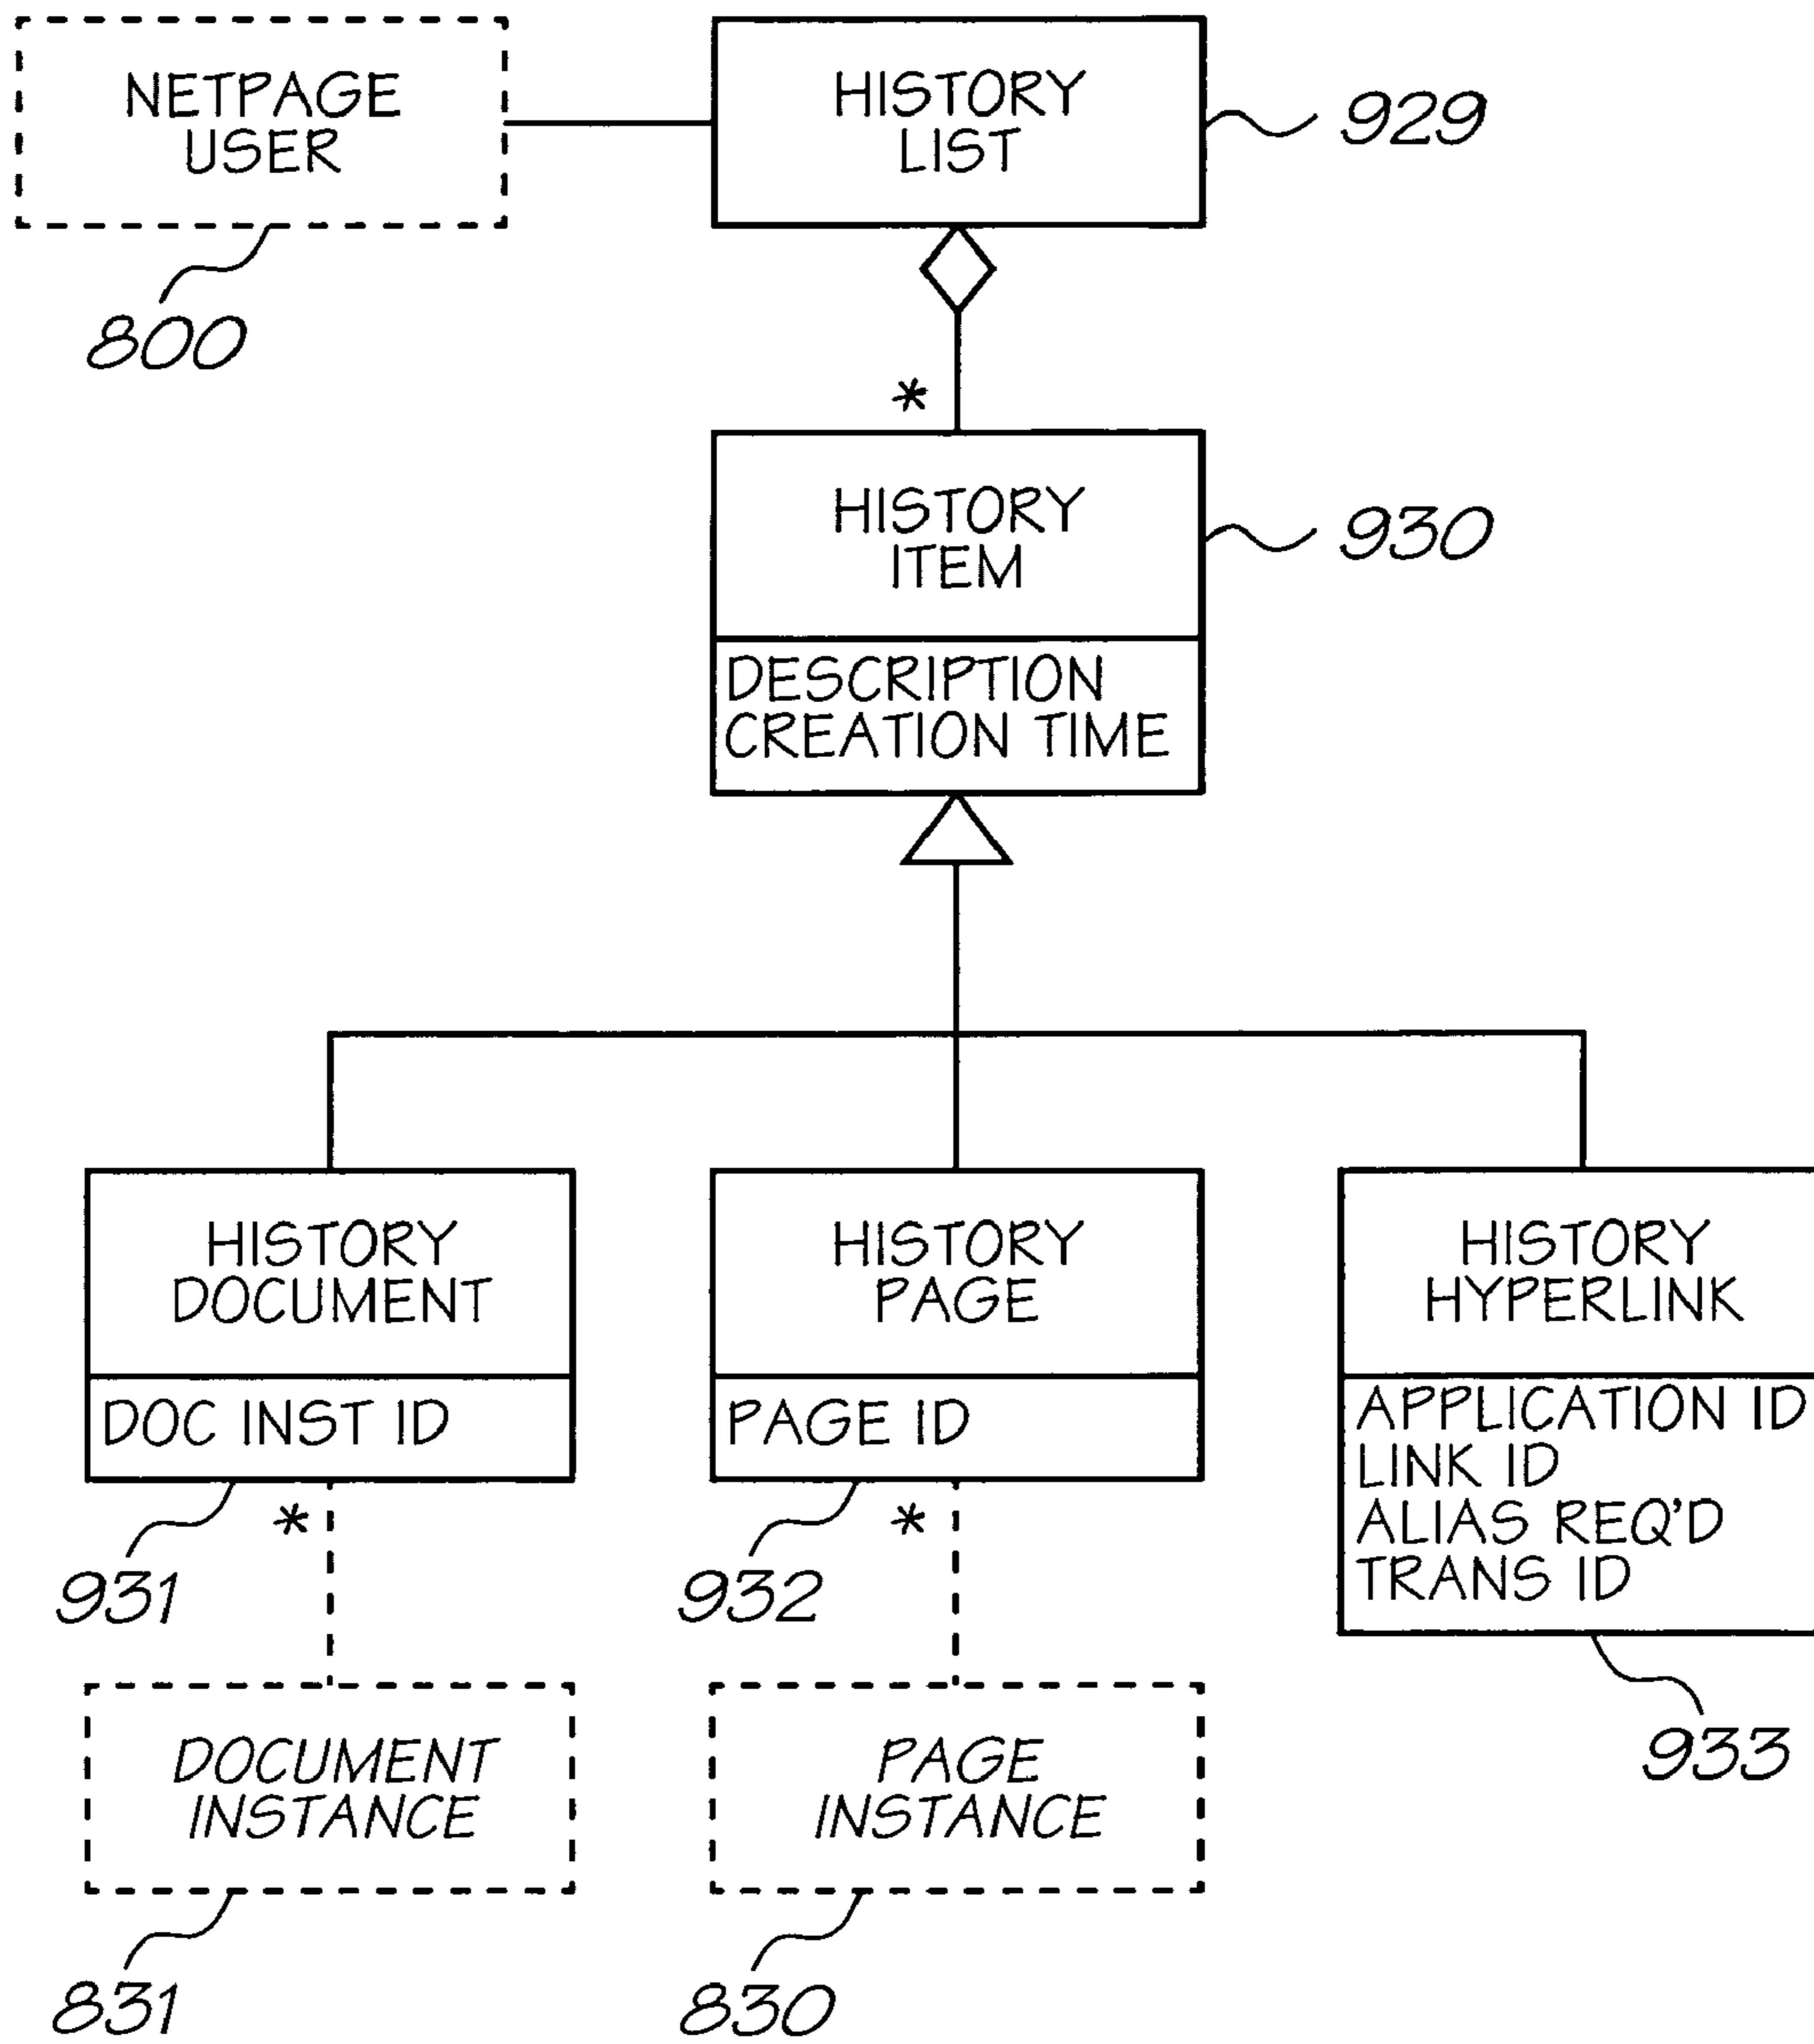 NETPAGE
USER
800
HISTORY
LIST
929
*
HISTORY
ITEM
930
DESCRIPTION
CREATION TIME
HISTORY
DOCUMENT
DOC INST ID
931
*
HISTORY
PAGE
PAGE ID
932
*
HISTORY
HYPERLINK
APPLICATION ID
LINK ID
ALIAS REQ'D
TRANS ID
933
DOCUMENT
INSTANCE
831
PAGE
INSTANCE
830